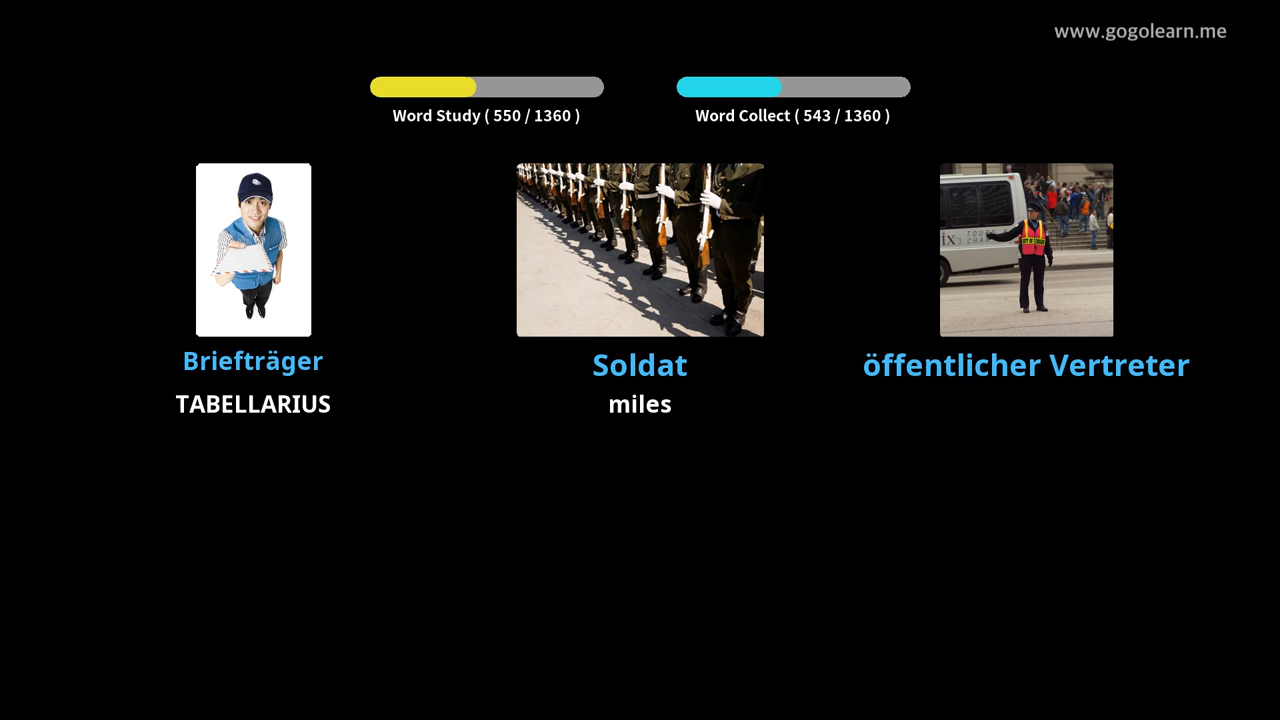 www.gogolearn.me
Word Study ( 550 / 1360 )
Word Collect ( 543 / 1360 )
Briefträger
Soldat
öffentlicher Vertreter
TABELLARIUS
miles